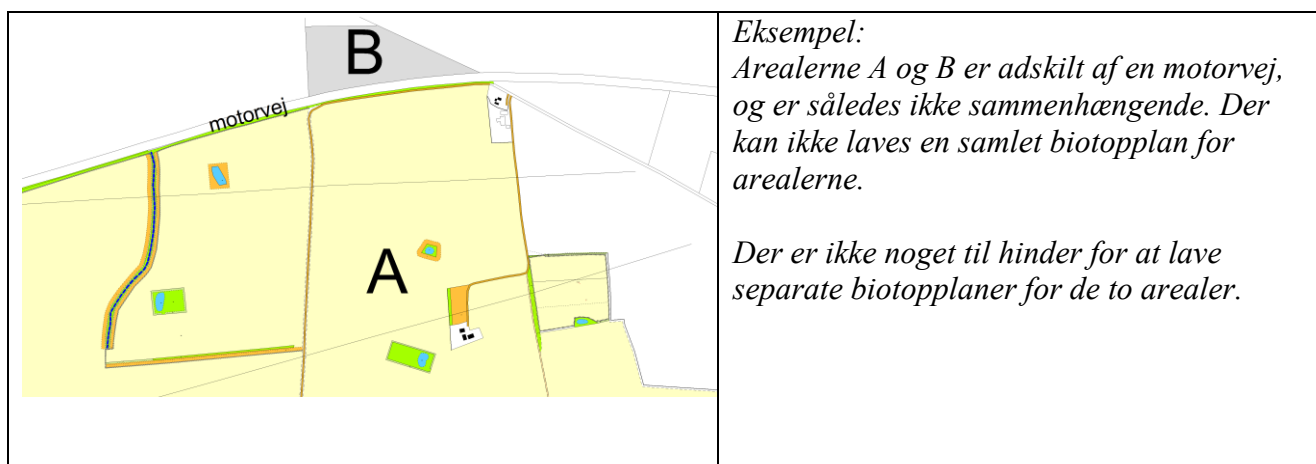 B
motorvej
A
Eksempel:
Arealerne A og B er adskilt af en motorvej,
og er således ikke sammenhængende. Der
kan ikke laves en samlet biotopplan for
arealerne.
Der er ikke noget til hinder for at lave
separate biotopplaner for de to arealer.